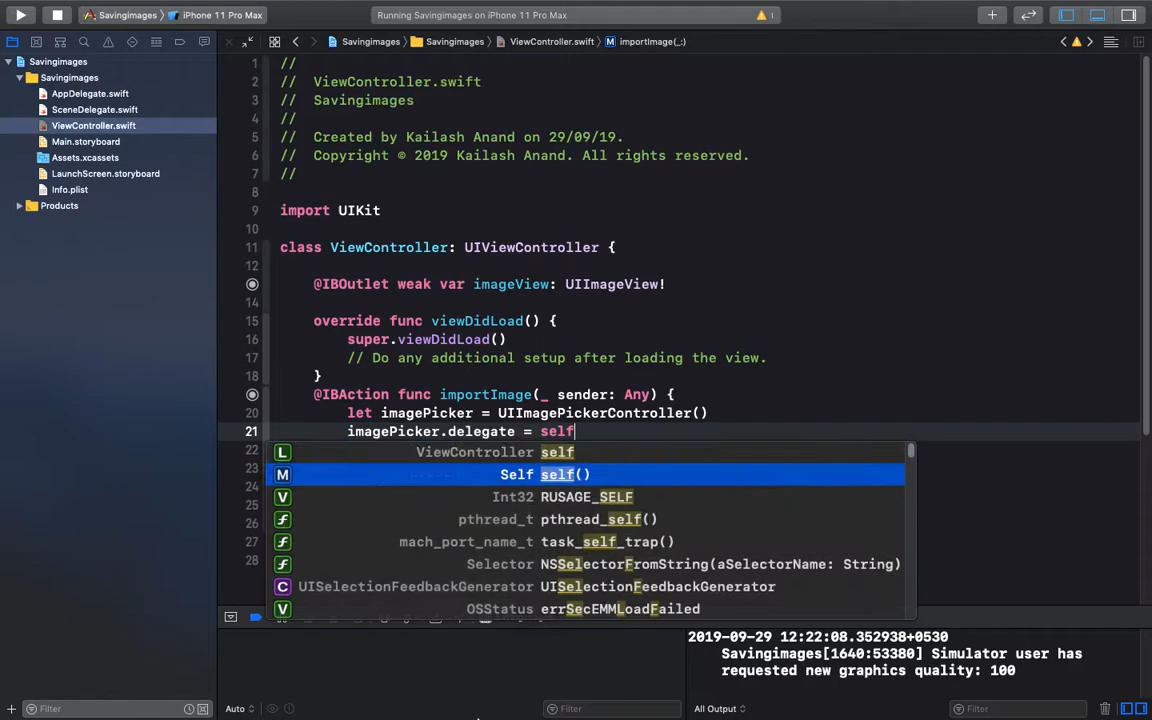 Savingimages › iPhone 11 Pro Max
Running Savingimages on iPhone 11 Pro Max
1
Savingimages
Savingimages
AppDelegate.swift
SceneDelegate.swift
ViewController.swift
Main.storyboard
Assets.xcassets
LaunchScreen.storyboard
Info.plist
Products
Savingimages › Savingimages › ViewController.swift › M importImage(_:)
1 //
2 // ViewController.swift
3 // Savingimages
4 //
5 // Created by Kailash Anand on 29/09/19.
6 // Copyright © 2019 Kailash Anand. All rights reserved.
7 //
8
9 import UIKit
10
11 class ViewController: UIViewController {
12
@IBOutlet weak var imageView: UIImageView!
14
15 override func viewDidLoad() {
16 super.viewDidLoad()
17 // Do any additional setup after loading the view.
18 }
@IBAction func importImage(_ sender: Any) {
20 let imagePicker = UIImagePickerController()
21 imagePicker.delegate = self
22
23
24
25
26
27
28
L ViewController self
M Self self()
V Int32 RUSAGE_SELF
f pthread_t pthread_self()
f mach_port_name_t task_self_trap()
f Selector NSSelectorFromString(aSelectorName: String)
C UISelectionFeedbackGenerator UISelectionFeedbackGenerator
V OSStatus errSecEMMLoadFailed
2019-09-29 12:22:08.352938+0530
Savingimages[1640:53380] Simulator user has
requested new graphics quality: 100
Filter
Auto
Filter
All Output
Filter